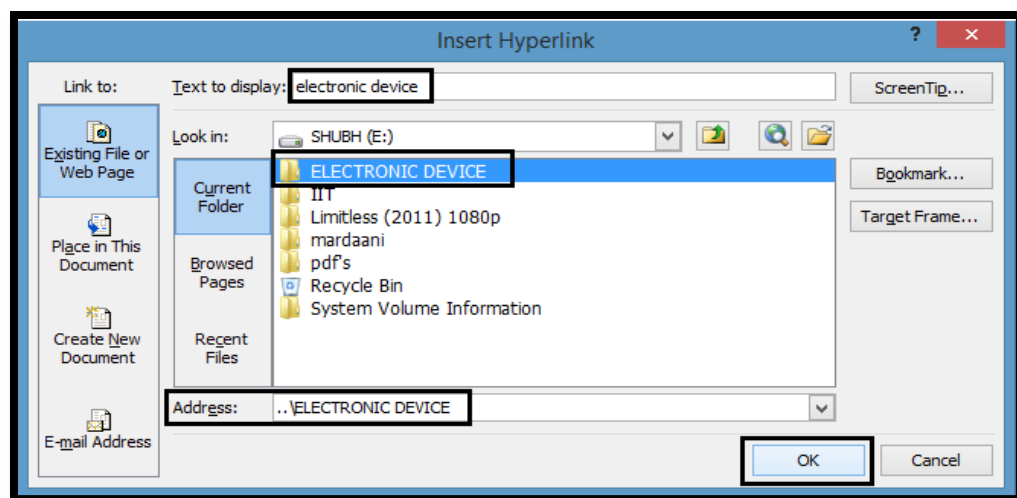 Insert Hyperlink
?
×
Link to:
Text to display: electronic device
ScreenTip...
Existing File or
Web Page
Look in:
SHUBH (E:)
Current
Folder
ELECTRONIC DEVICE
IIT
Limitless (2011) 1080p
mardaani
pdf's
Recycle Bin
System Volume Information
Bookmark...
Target Frame...
Place in This
Document
Browsed
Pages
Create New
Document
Recent
Files
E-mail Address
Address:
..\ELECTRONIC DEVICE
OK
Cancel